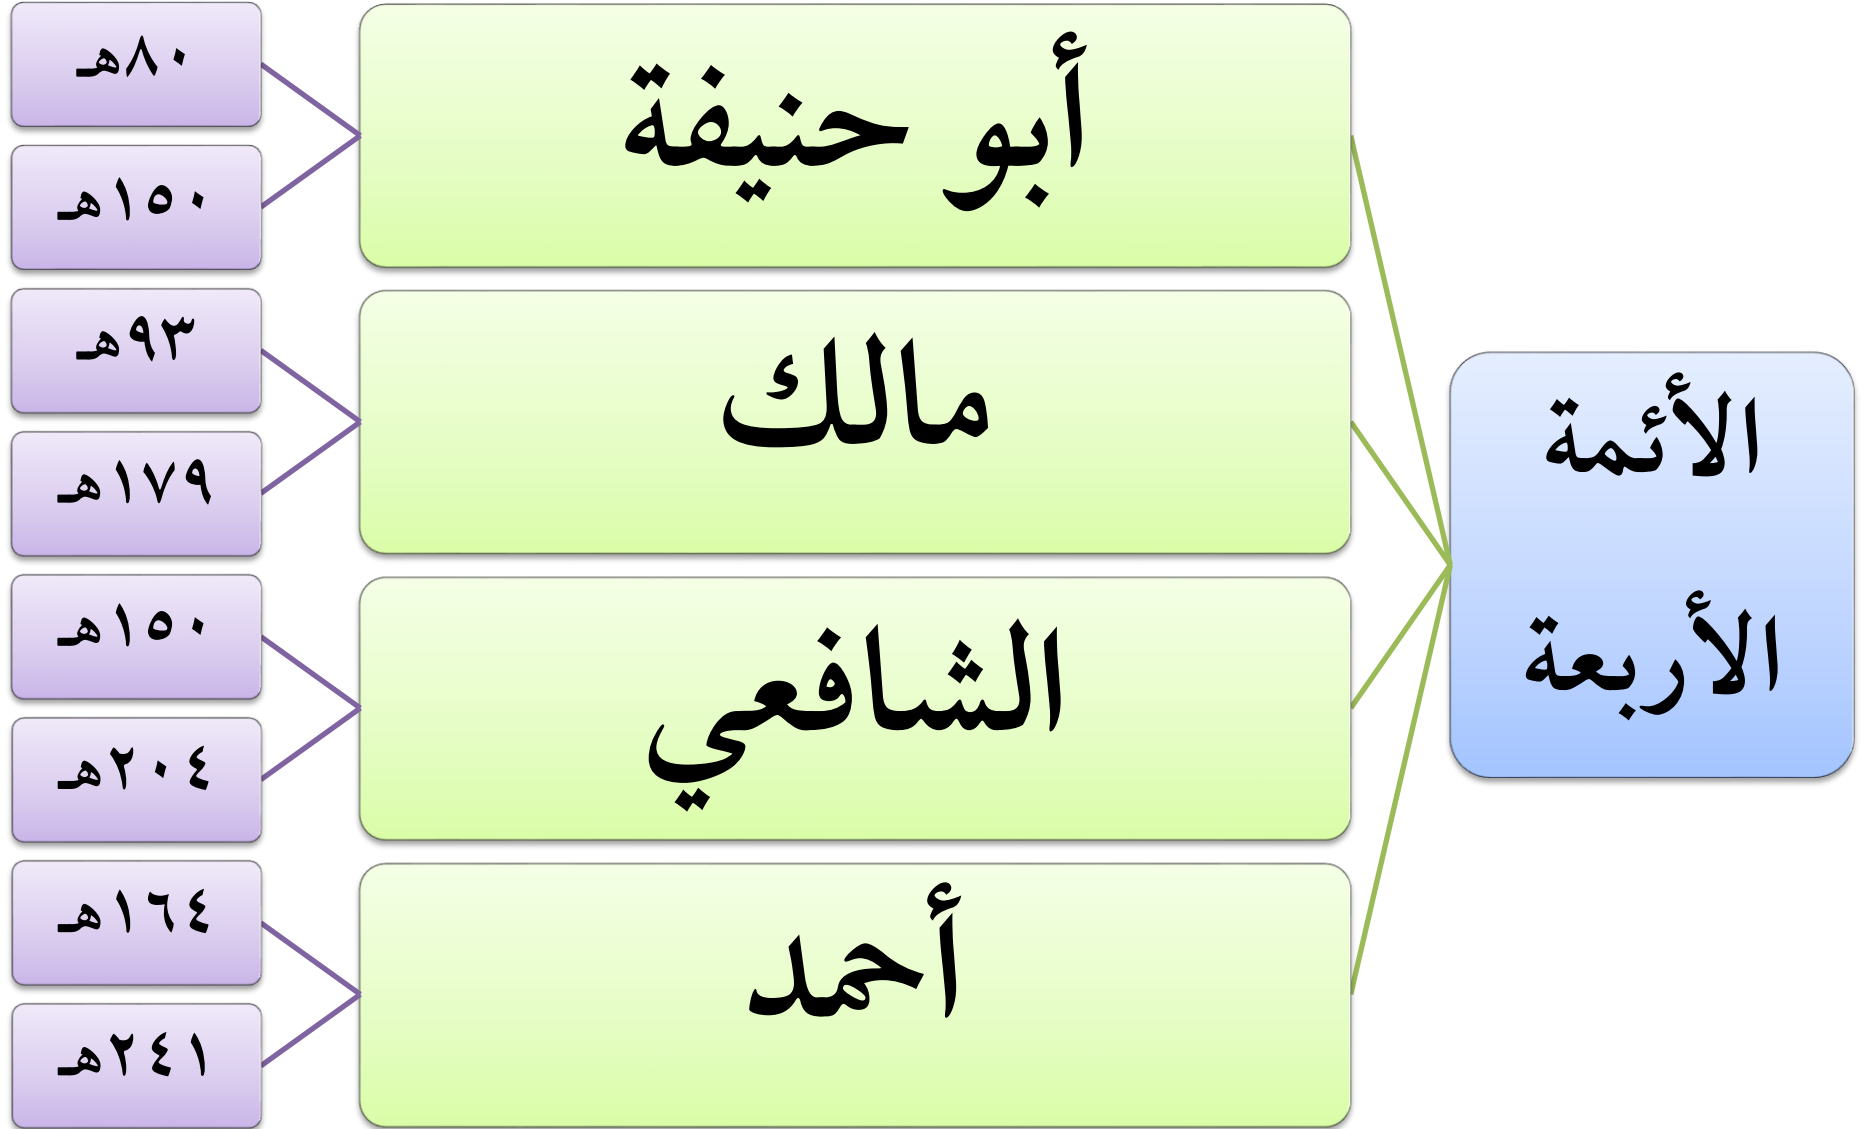 الأئمة
الأربعة
أبو حنيفة
٨٠هـ
١٥٠هـ
مالك
٩٣هـ
١٧٩هـ
الشافعي
١٥٠هـ
٢٠٤هـ
أحمد
١٦٤هـ
٢٤١هـ